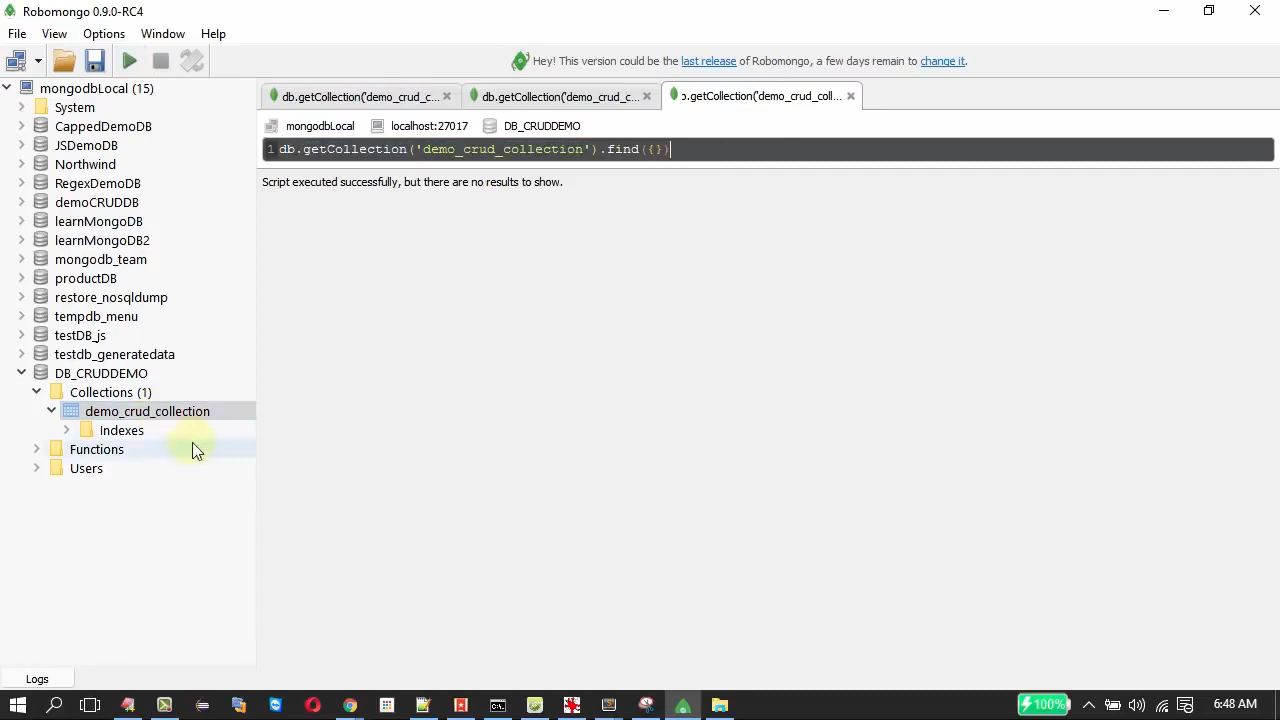 Robomongo 0.9.0-RC4
File View Options Window Help
Hey! This version could be the last release of Robomongo, a few days remain to change it.
mongodbLocal (15)
System
CappedDemoDB
JSDemoDB
Northwind
RegexDemoDB
demoCRUDDB
learnMongoDB
learnMongoDB2
mongodb_team
productDB
restore_nosqldump
tempdb_menu
testDB_js
testdb_generatedata
DB_CRUDDEMO
Collections (1)
demo_crud_collection
Indexes
Functions
Users
Logs
db.getCollection('demo_crud_c... db.getCollection('demo_crud_c... ɔ.getCollection('demo_crud_coll...
mongodbLocal localhost:27017 DB_CRUDDEMO
1 db.getCollection('demo_crud_collection').find({})
Script executed successfully, but there are no results to show.
100% 6:48 AM